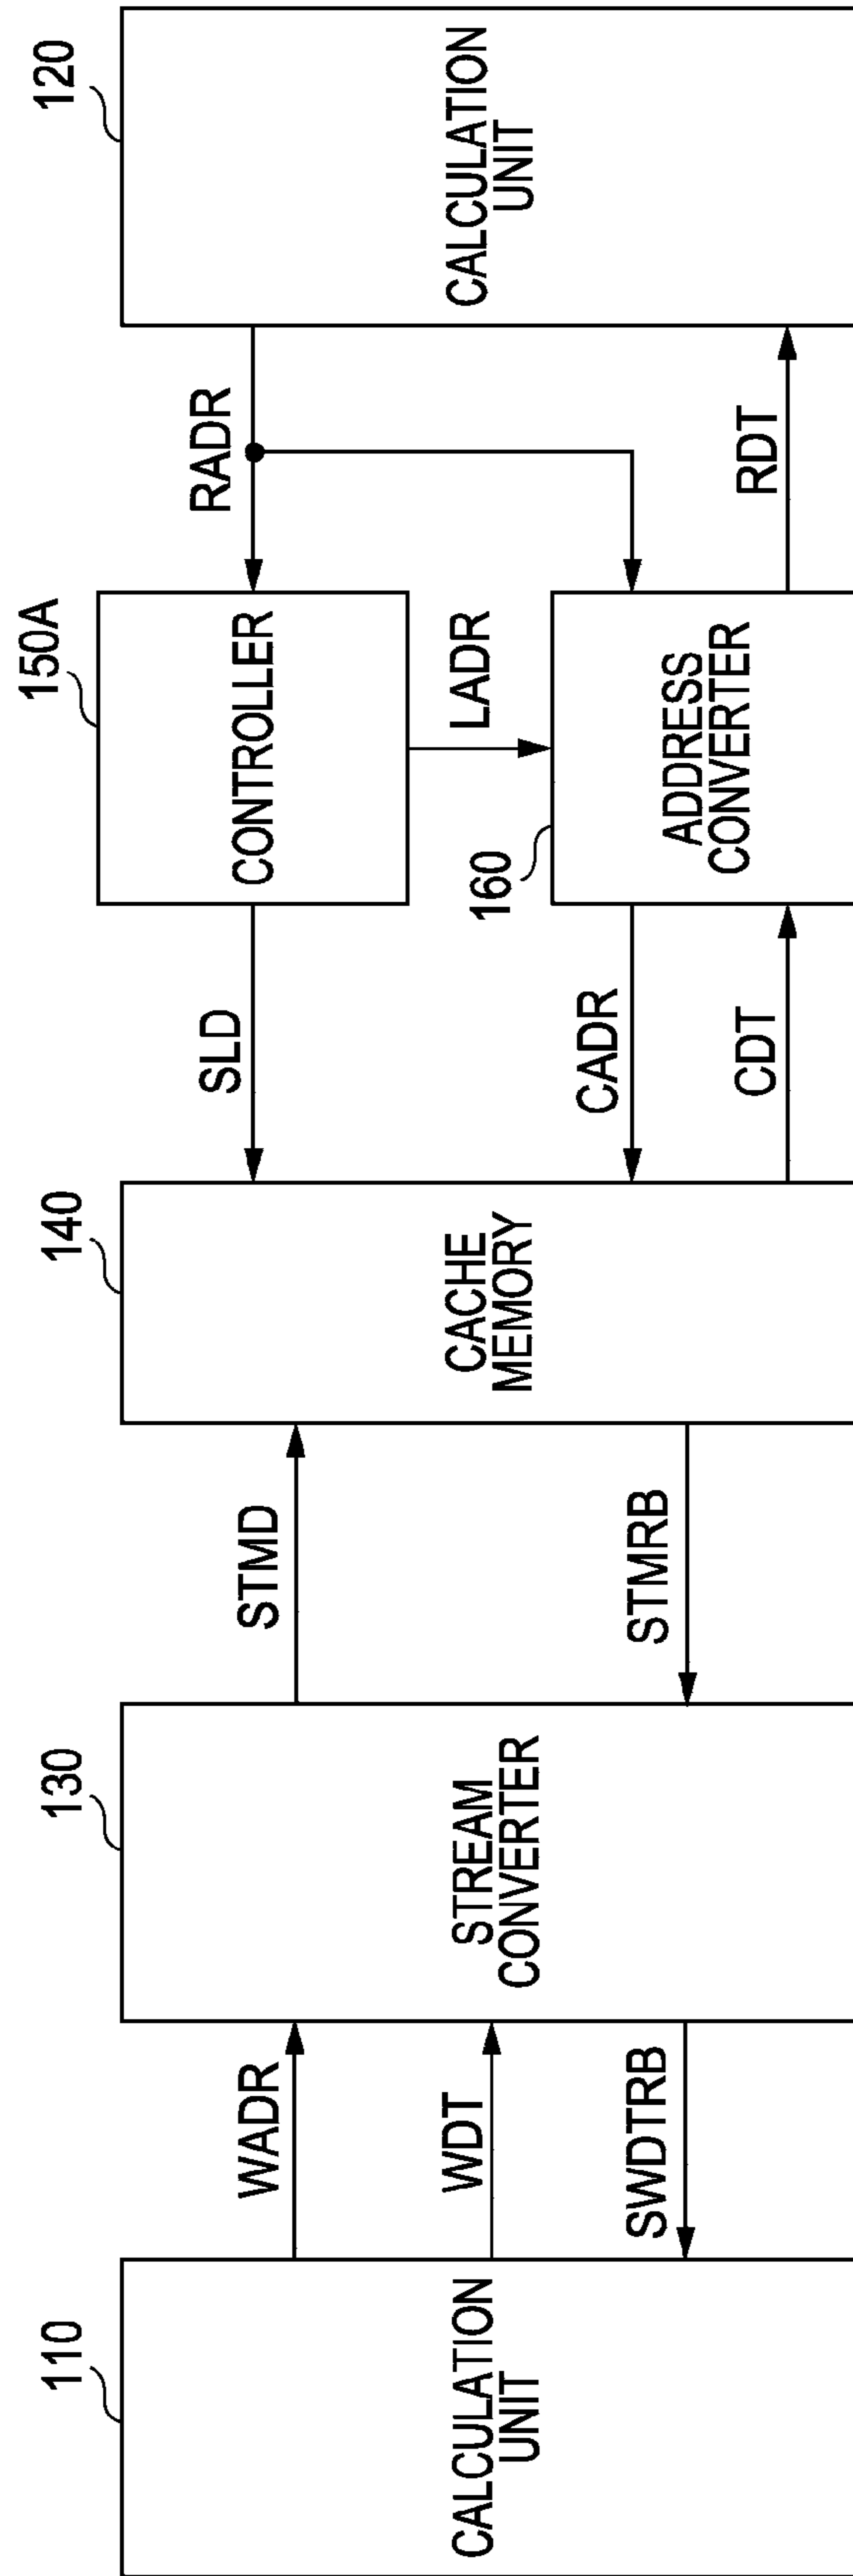 110
CALCULATION
UNIT
WADR
WDT
SWDTRB
130
STREAM
CONVERTER
STMD
STMRB
140
CACHE
MEMORY
SLD
CADR
CDT
150A
CONTROLLER
LADR
160
ADDRESS
CONVERTER
RADR
RDT
120
CALCULATION
UNIT